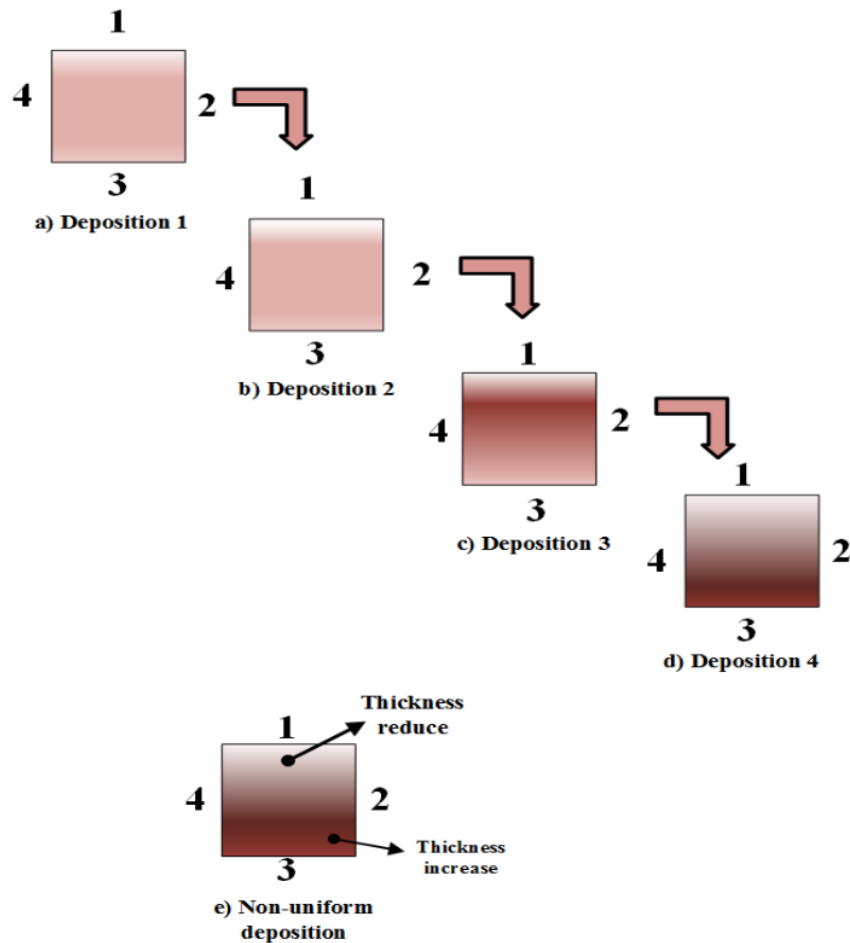 1
4
2
3
a) Deposition 1
1
4
2
3
b) Deposition 2
1
4
2
3
c) Deposition 3
1
4
2
3
d) Deposition 4
Thickness
reduce
1
4
2
Thickness
increase
3
e) Non-uniform
deposition